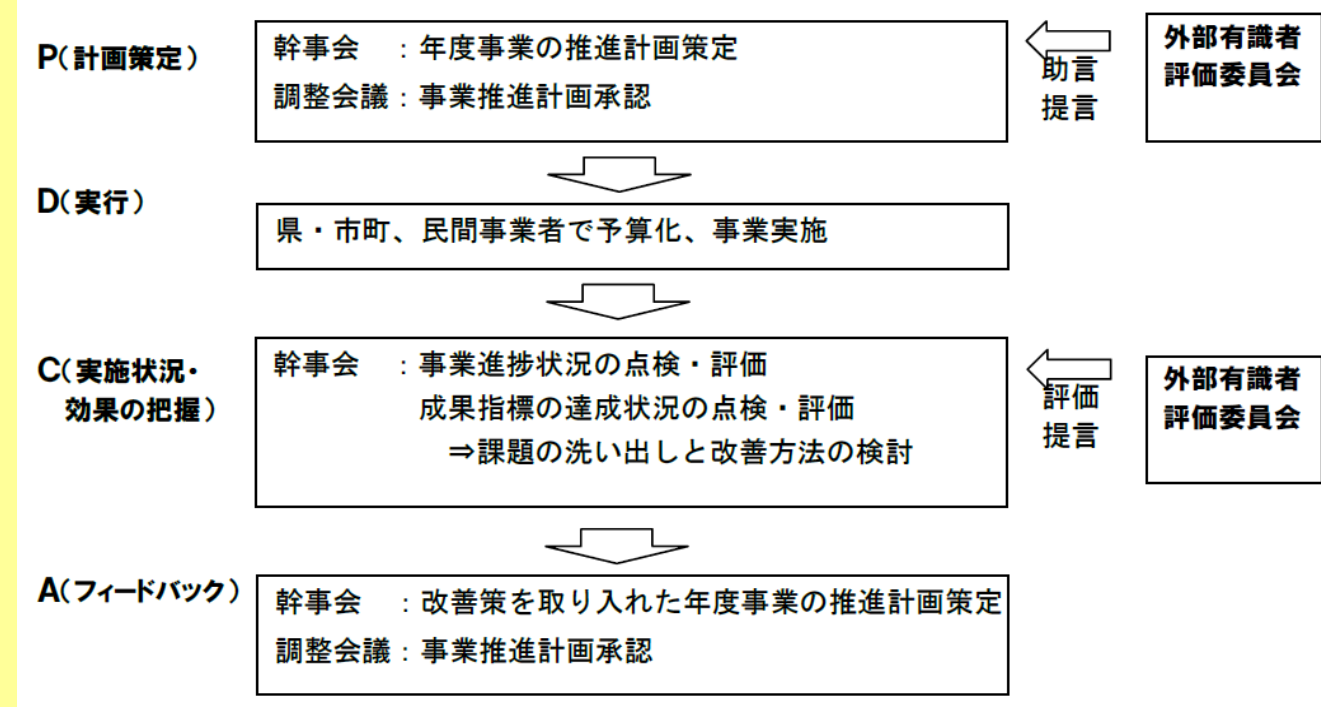 P(計画策定)
幹事会 :年度事業の推進計画策定
調整会議:事業推進計画承認
助言
提言
外部有識者
評価委員会
D(実行)
県・市町、民間事業者で予算化、事業実施
C(実施状況・
効果の把握)
幹事会 :事業進捗状況の点検・評価
成果指標の達成状況の点検・評価
⇒課題の洗い出しと改善方法の検討
評価
提言
外部有識者
評価委員会
A(フィードバック)
幹事会 :改善策を取り入れた年度事業の推進計画策定
調整会議:事業推進計画承認